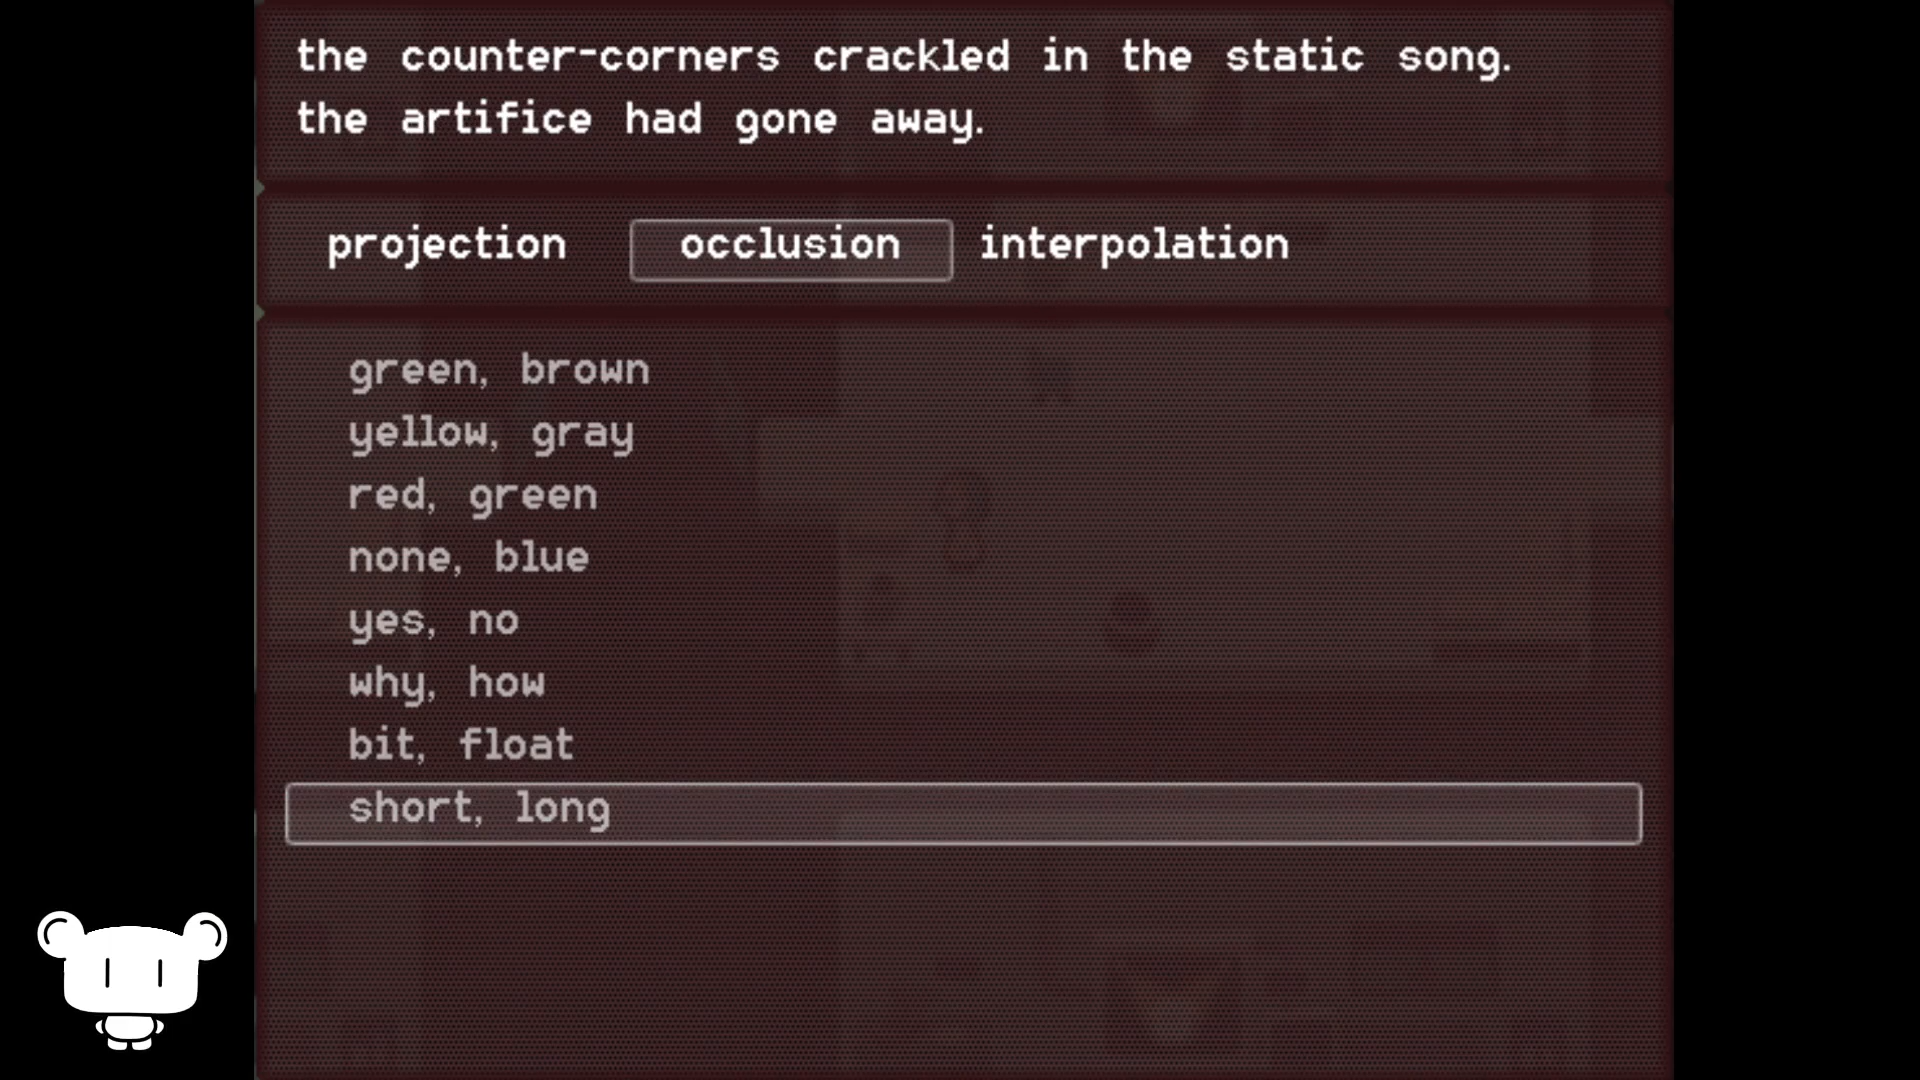 the counter-corners crackled in the static song.
the artifice had gone away.
projection occlusion interpolation
green, brown
yellow, gray
red, green
none, blue
yes, no
why, how
bit, float
short, long